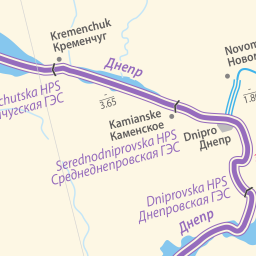 Kremenchuk
Кременчуг
Днепр
Novom
Новом
chutska HPS
чугская ГЭС
3.65
1.8
Kamianske
Каменское
Dnipro
Днепр
Serednodniprovska HPS
Среднеднепровская ГЭС
Dniprovska HPS
Днепровская ГЭС
Днепр